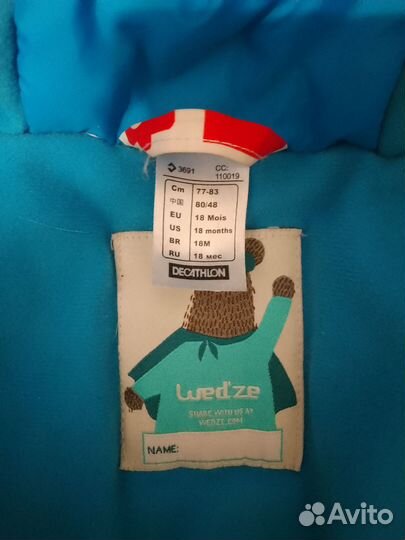 3691 CC:
110019
Cm 77-83
中国 80/48
EU 18 Mois
US 18 months
BR 18M
RU 18 мес
DECATHLON
Wed'ze
SHARE WITH US AT
WEDZE.COM
NAME:
Avito